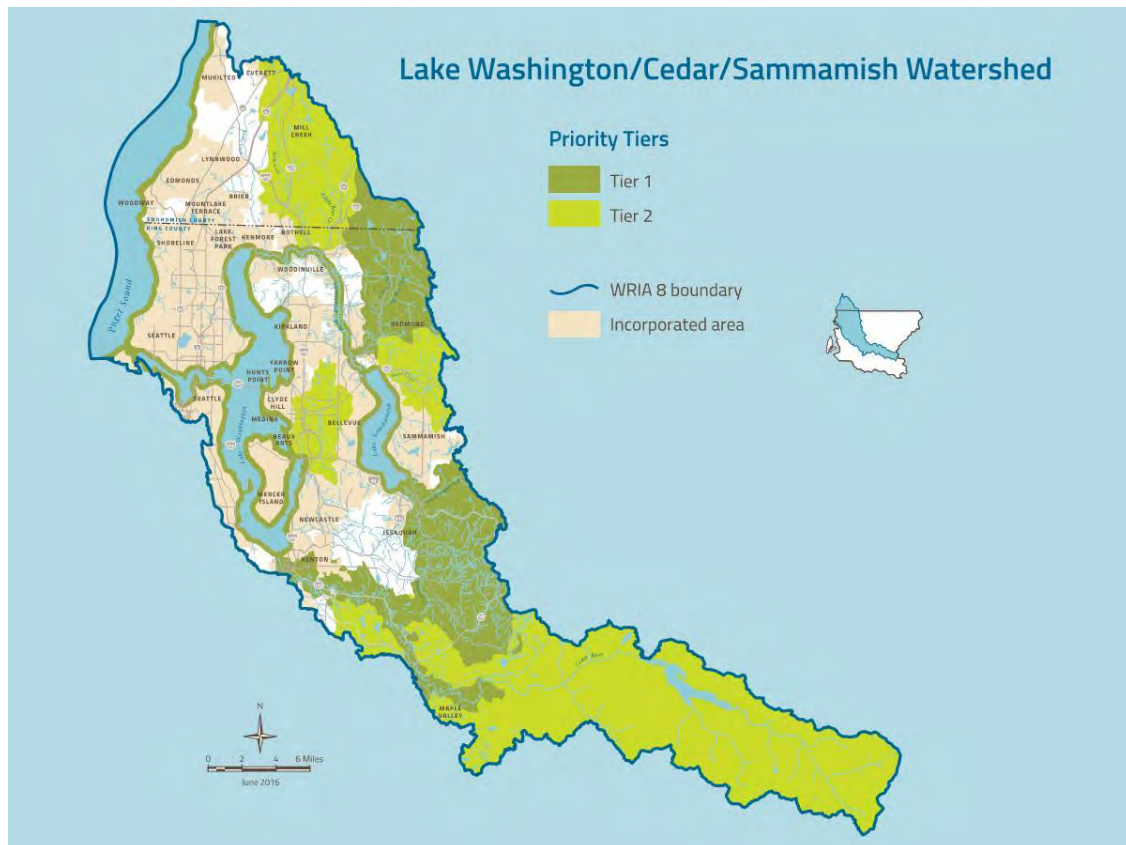 Lake Washington/Cedar/Sammamish Watershed
Priority Tiers
Tier 1
Tier 2
WRIA 8 boundary
Incorporated area
MUKILTEO
EVERETT
MILL
CREEK
LYNNWOOD
EDMONDS
BRIER
WOODWAY
MOUNTLAKE
TERRACE
SNOHOMISH COUNTY
KING COUNTY
SHORELINE
LAKE
FOREST
PARK
KENMORE
BOTHELL
WOODINVILLE
Puget Sound
SEATTLE
KIRKLAND
REDMOND
YARROW
POINT
HUNTS
POINT
SEATTLE
CLYDE
HILL
MEDINA
BELLEVUE
BEAUX
ARTS
Lake Washington
Lake Sammamish
SAMMAMISH
MERCER
ISLAND
NEWCASTLE
ISSAQUAH
RENTON
Cedar River
MAPLE
VALLEY
N
0 2 4 6 Miles
June 2016